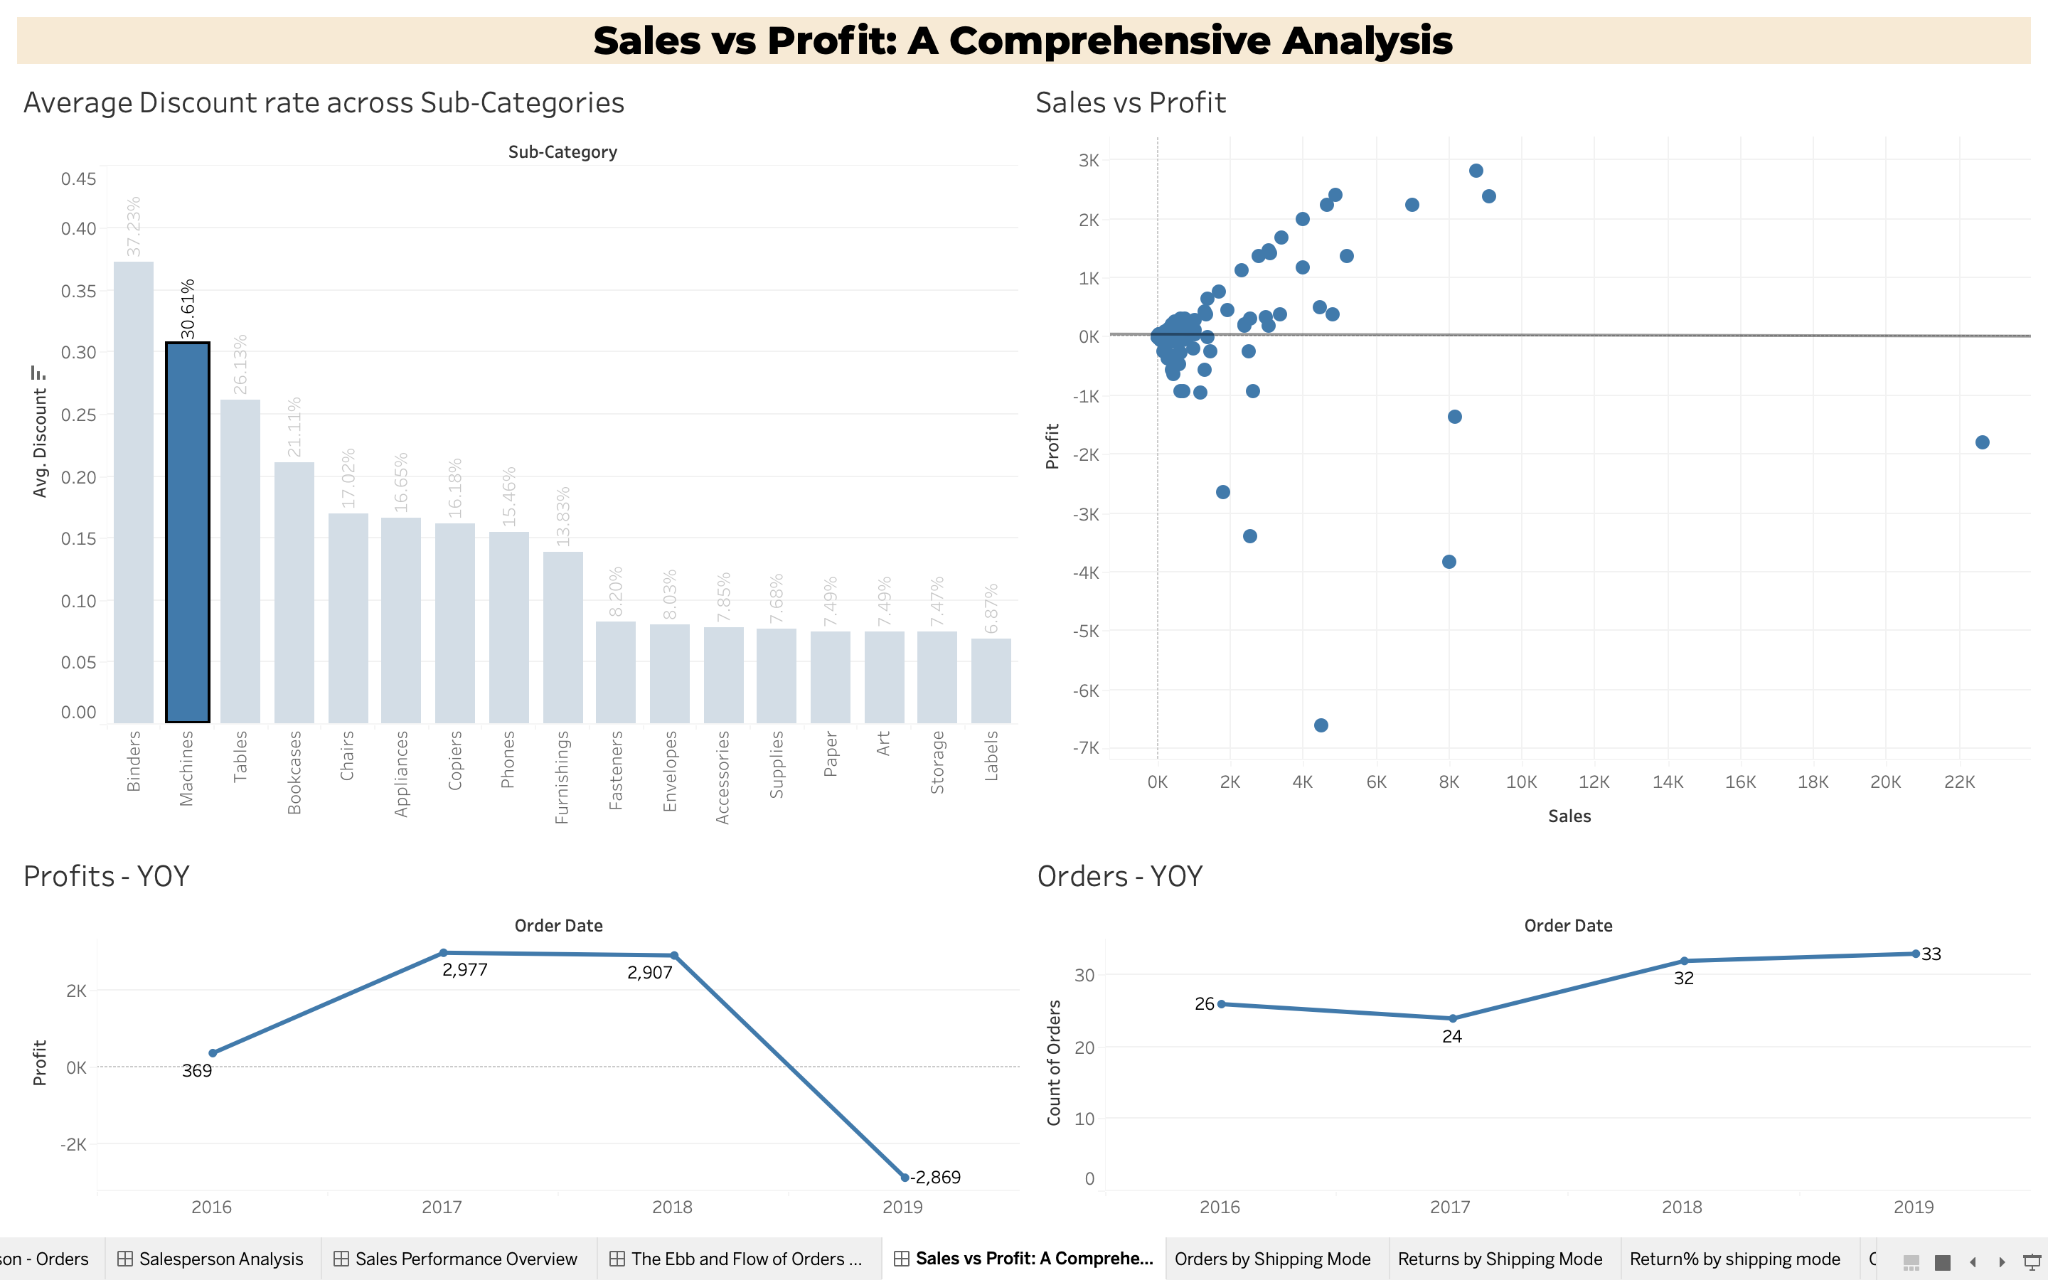 Sales vs Profit: A Comprehensive Analysis
Average Discount rate across Sub-Categories
Sub-Category
Avg. Discount
0.45
0.40
0.35
0.30
0.25
0.20
0.15
0.10
0.05
0.00
37.23%
30.61%
26.13%
21.11%
17.02%
16.65%
16.18%
15.46%
13.83%
8.20%
8.03%
7.85%
7.68%
7.49%
7.49%
7.47%
6.87%
Binders
Machines
Tables
Bookcases
Chairs
Appliances
Copiers
Phones
Furnishings
Fasteners
Envelopes
Accessories
Supplies
Paper
Art
Storage
Labels
Sales vs Profit
Profit
3K
2K
1K
0K
-1K
-2K
-3K
-4K
-5K
-6K
-7K
0K 2K 4K 6K 8K 10K 12K 14K 16K 18K 20K 22K
Sales
Profits - YOY
Order Date
Profit
2K
0K
-2K
369
2,977
2,907
-2,869
2016 2017 2018 2019
Orders - YOY
Order Date
Count of Orders
30
20
10
0
26
24
32
33
2016 2017 2018 2019
son - Orders Salesperson Analysis Sales Performance Overview The Ebb and Flow of Orders ... Sales vs Profit: A Comprehe... Orders by Shipping Mode Returns by Shipping Mode Return% by shipping mode